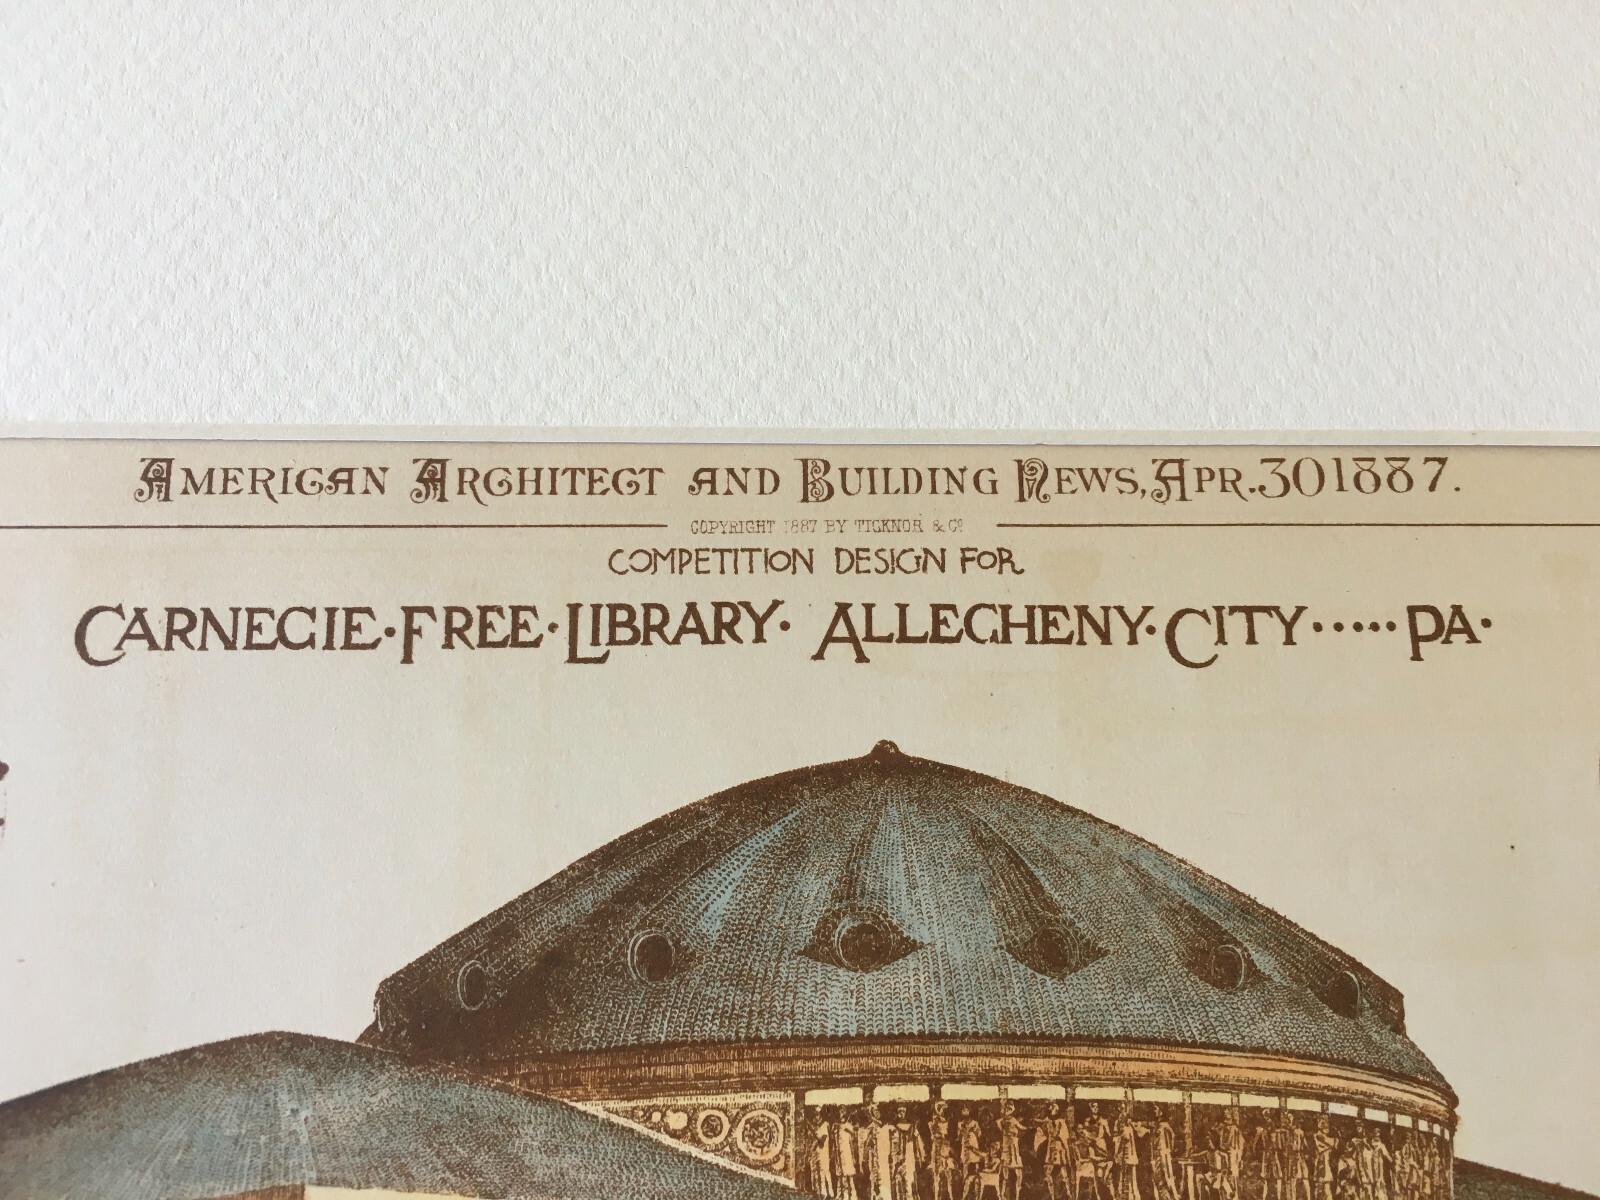 AMERICAN ARCHITECT AND BUILDING NEWS, APR. 30 1887.
COPYRIGHT 1887 BY TICKNOR & CO
COMPETITION DESIGN FOR
CARNEGIE · FREE · LIBRARY · ALLEGHENY · CITY ····· PA ·